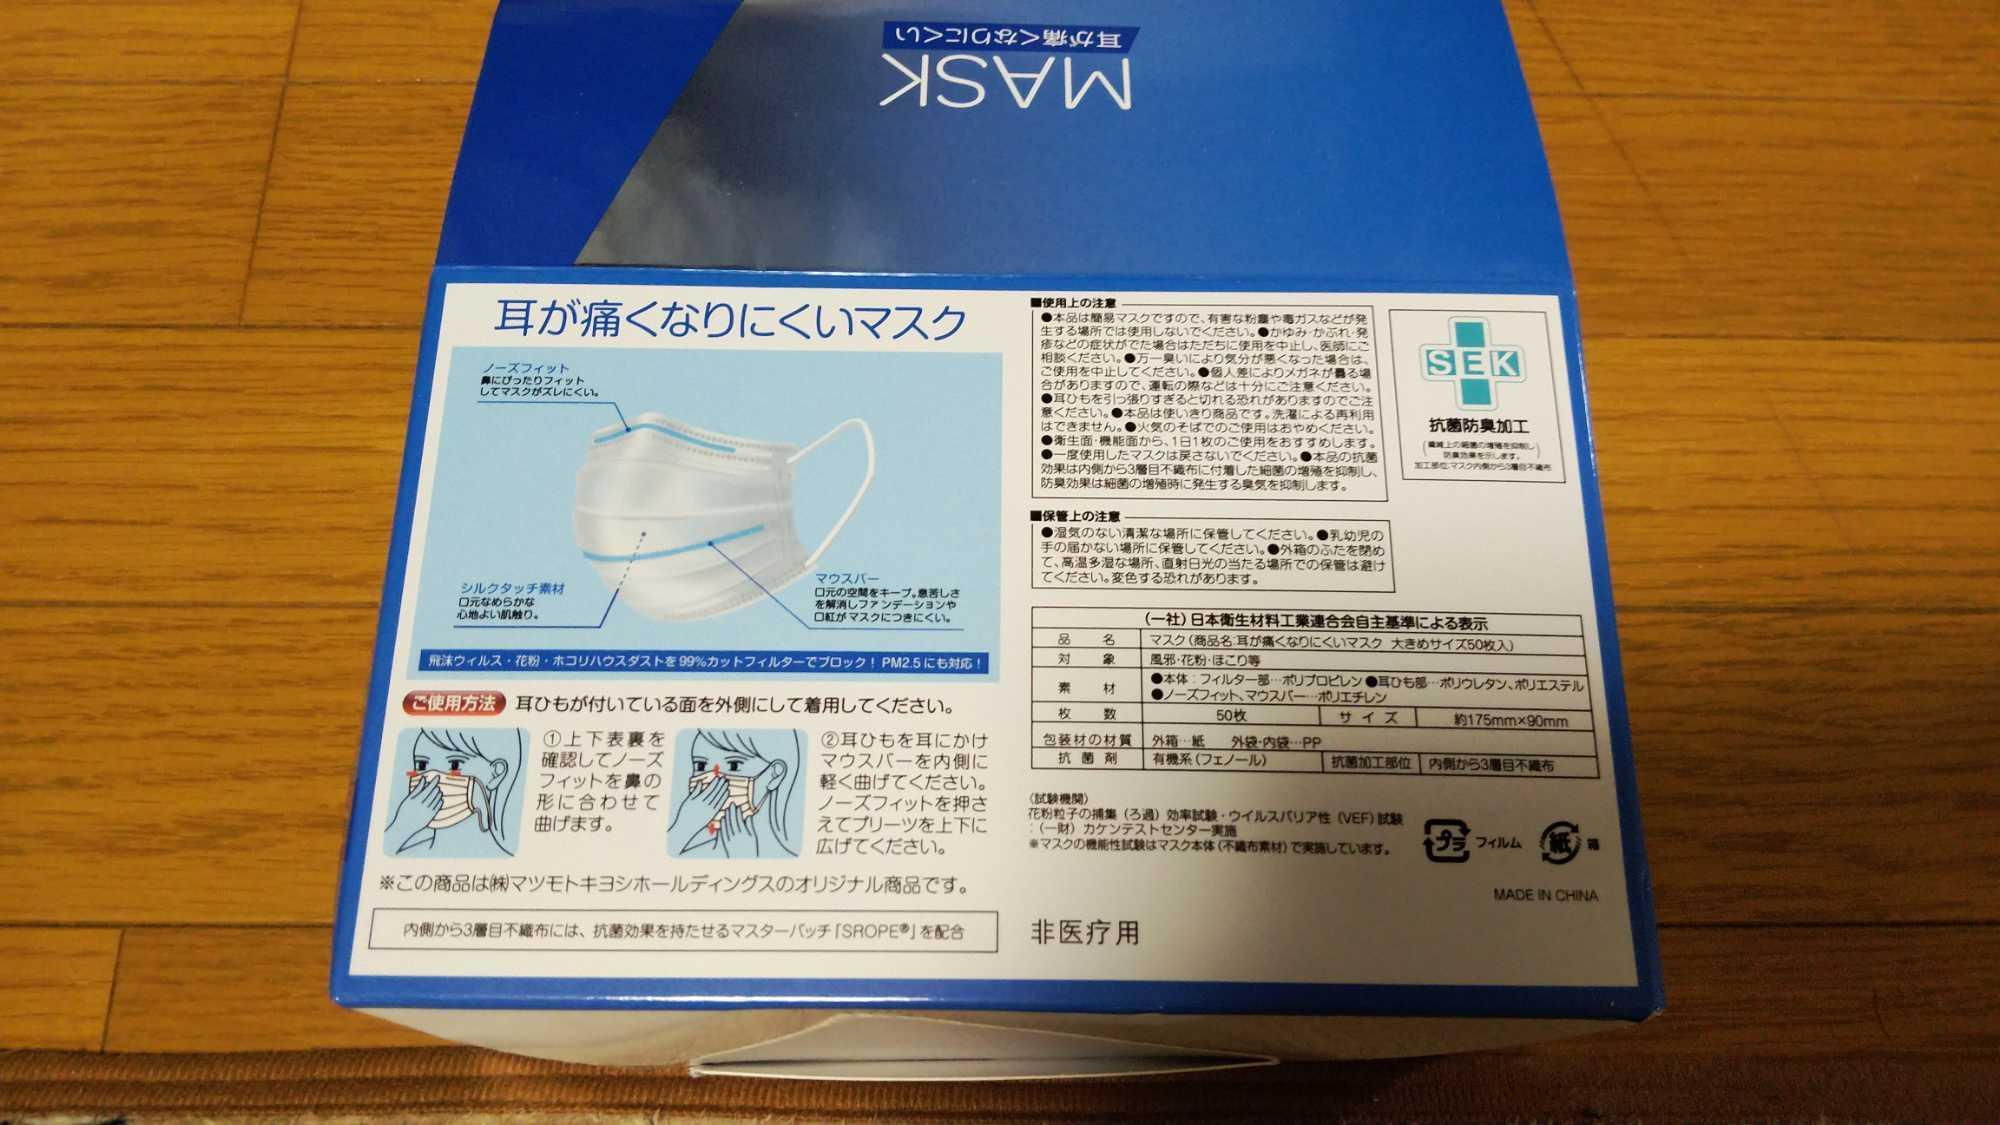 MASK
耳が痛くなりにくい
耳が痛くなりにくいマスク
ノーズフィット
鼻にぴったりフィット
してマスクがズレにくい。
シルクタッチ素材
口元なめらかな
心地よい肌触り。
マウスバー
口元の空間をキープ。息苦しさ
を解消しファンデーションや
口紅がマスクにつきにくい。
飛沫ウィルス・花粉・ホコリハウスダストを99%カットフィルターでブロック! PM2.5にも対応!
ご使用方法 耳ひもが付いている面を外側にして着用してください。
①上下表裏を
確認してノーズ
フィットを鼻の
形に合わせて
曲げます。
②耳ひもを耳にかけ
マウスバーを内側に
軽く曲げてください。
ノーズフィットを押さ
えてプリーツを上下に
広げてください。
※この商品は㈱マツモトキヨシホールディングスのオリジナル商品です。
内側から3層目不織布には、抗菌効果を持たせるマスターバッチ「SROPE®」を配合
■使用上の注意
●本品は簡易マスクですので、有害な粉塵や毒ガスなどが発
生する場所では使用しないでください。●かゆみ・かぶれ・発
疹などの症状がでた場合はただちに使用を中止し、医師にご
相談ください。●万一臭いにより気分が悪くなった場合は、
ご使用を中止してください。●個人差によりメガネが曇る場
合がありますので、運転の際などは十分にご注意ください。
●耳ひもを引っ張りすぎると切れる恐れがありますのでご注
意ください。●本品は使いきり商品です。洗濯による再利用
はできません。●火気のそばでのご使用はおやめください。
●衛生面・機能面から、1日1枚のご使用をおすすめします。
●一度使用したマスクは戻さないでください。●本品の抗菌
効果は内側から3層目不織布に付着した細菌の増殖を抑制し、
防臭効果は細菌の増殖時に発生する臭気を抑制します。
SEK
抗菌防臭加工
(繊維上の細菌の増殖を抑制し
防臭効果を示します。)
加工部位:マスク内側から3層目不織布
■保管上の注意
●湿気のない清潔な場所に保管してください。●乳幼児の
手の届かない場所に保管してください。●外箱のふたを閉め
て、高温多湿な場所、直射日光の当たる場所での保管は避け
てください。変色する恐れがあります。
(一社)日本衛生材料工業連合会自主基準による表示
品 名 マスク(商品名:耳が痛くなりにくいマスク 大きめサイズ50枚入)
対 象 風邪・花粉・ほこり等
素 材 ●本体:フィルター部…ポリプロピレン●耳ひも部…ポリウレタン、ポリエステル
●ノーズフィット、マウスバー…ポリエチレン
枚 数 50枚 サイズ 約175mm×90mm
包装材の材質 外箱…紙 外袋・内袋…PP
抗菌剤 有機系(フェノール) 抗菌加工部位 内側から3層目不織布
〈試験機関〉
花粉粒子の捕集(ろ過)効率試験・ウイルスバリア性(VEF)試験
:(一財)カケンテストセンター実施
※マスクの機能性試験はマスク本体(不織布素材)で実施しています。
プラ フィルム 紙 箱
MADE IN CHINA
非医疗用